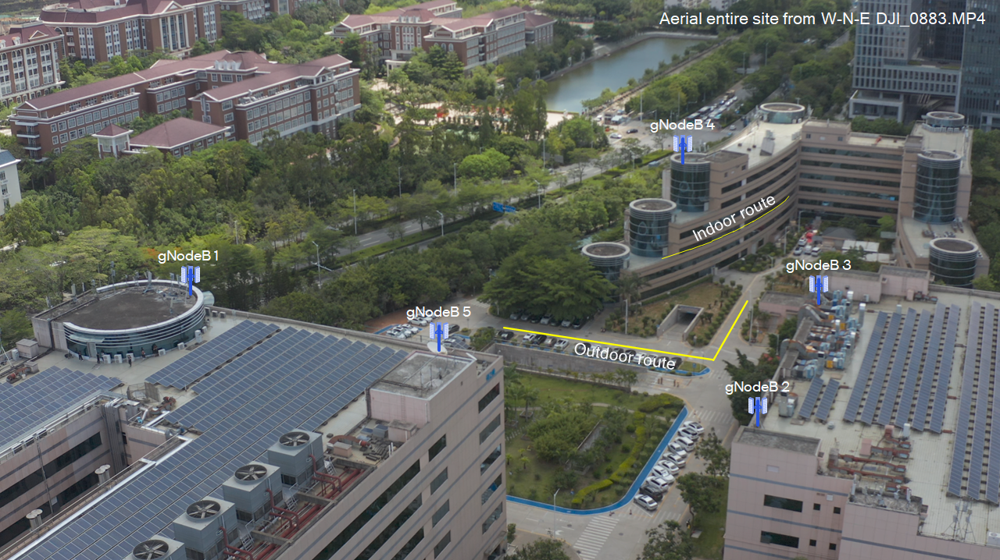 Aerial entire site from W-N-E DJI_0883.MP4
gNodeB 4
Indoor route
gNodeB 1
gNodeB 3
gNodeB 5
Outdoor route
gNodeB 2